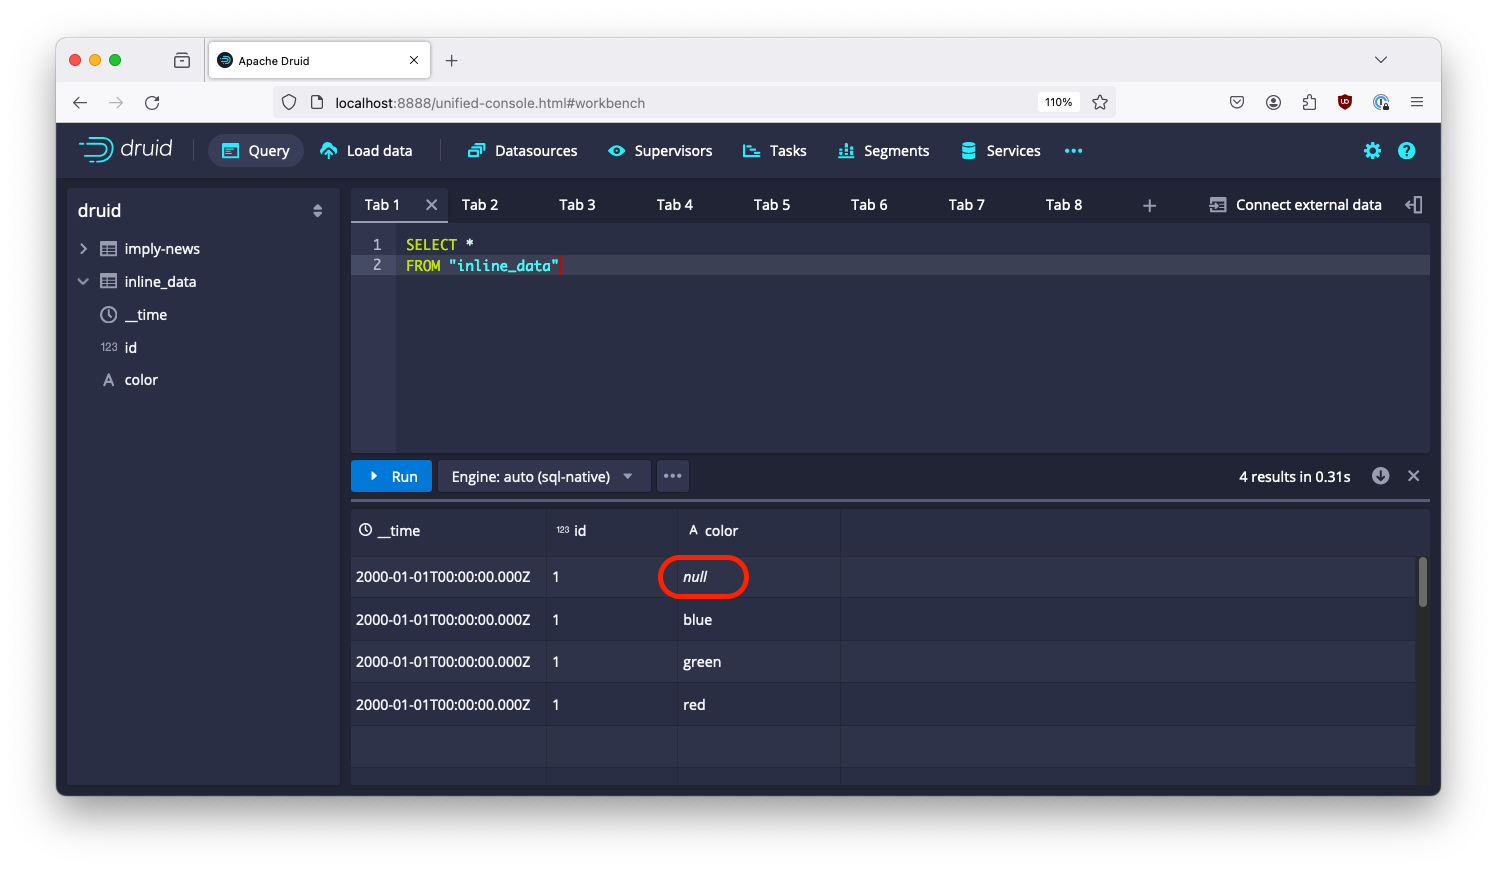 Apache Druid
localhost:8888/unified-console.html#workbench 110%
druid Query Load data Datasources Supervisors Tasks Segments Services
druid
imply-news
inline_data
__time
123 id
A color
Tab 1 Tab 2 Tab 3 Tab 4 Tab 5 Tab 6 Tab 7 Tab 8 Connect external data
1 SELECT *
2 FROM "inline_data"
Run Engine: auto (sql-native) 4 results in 0.31s
__time 123 id A color
2000-01-01T00:00:00.000Z 1 null
2000-01-01T00:00:00.000Z 1 blue
2000-01-01T00:00:00.000Z 1 green
2000-01-01T00:00:00.000Z 1 red